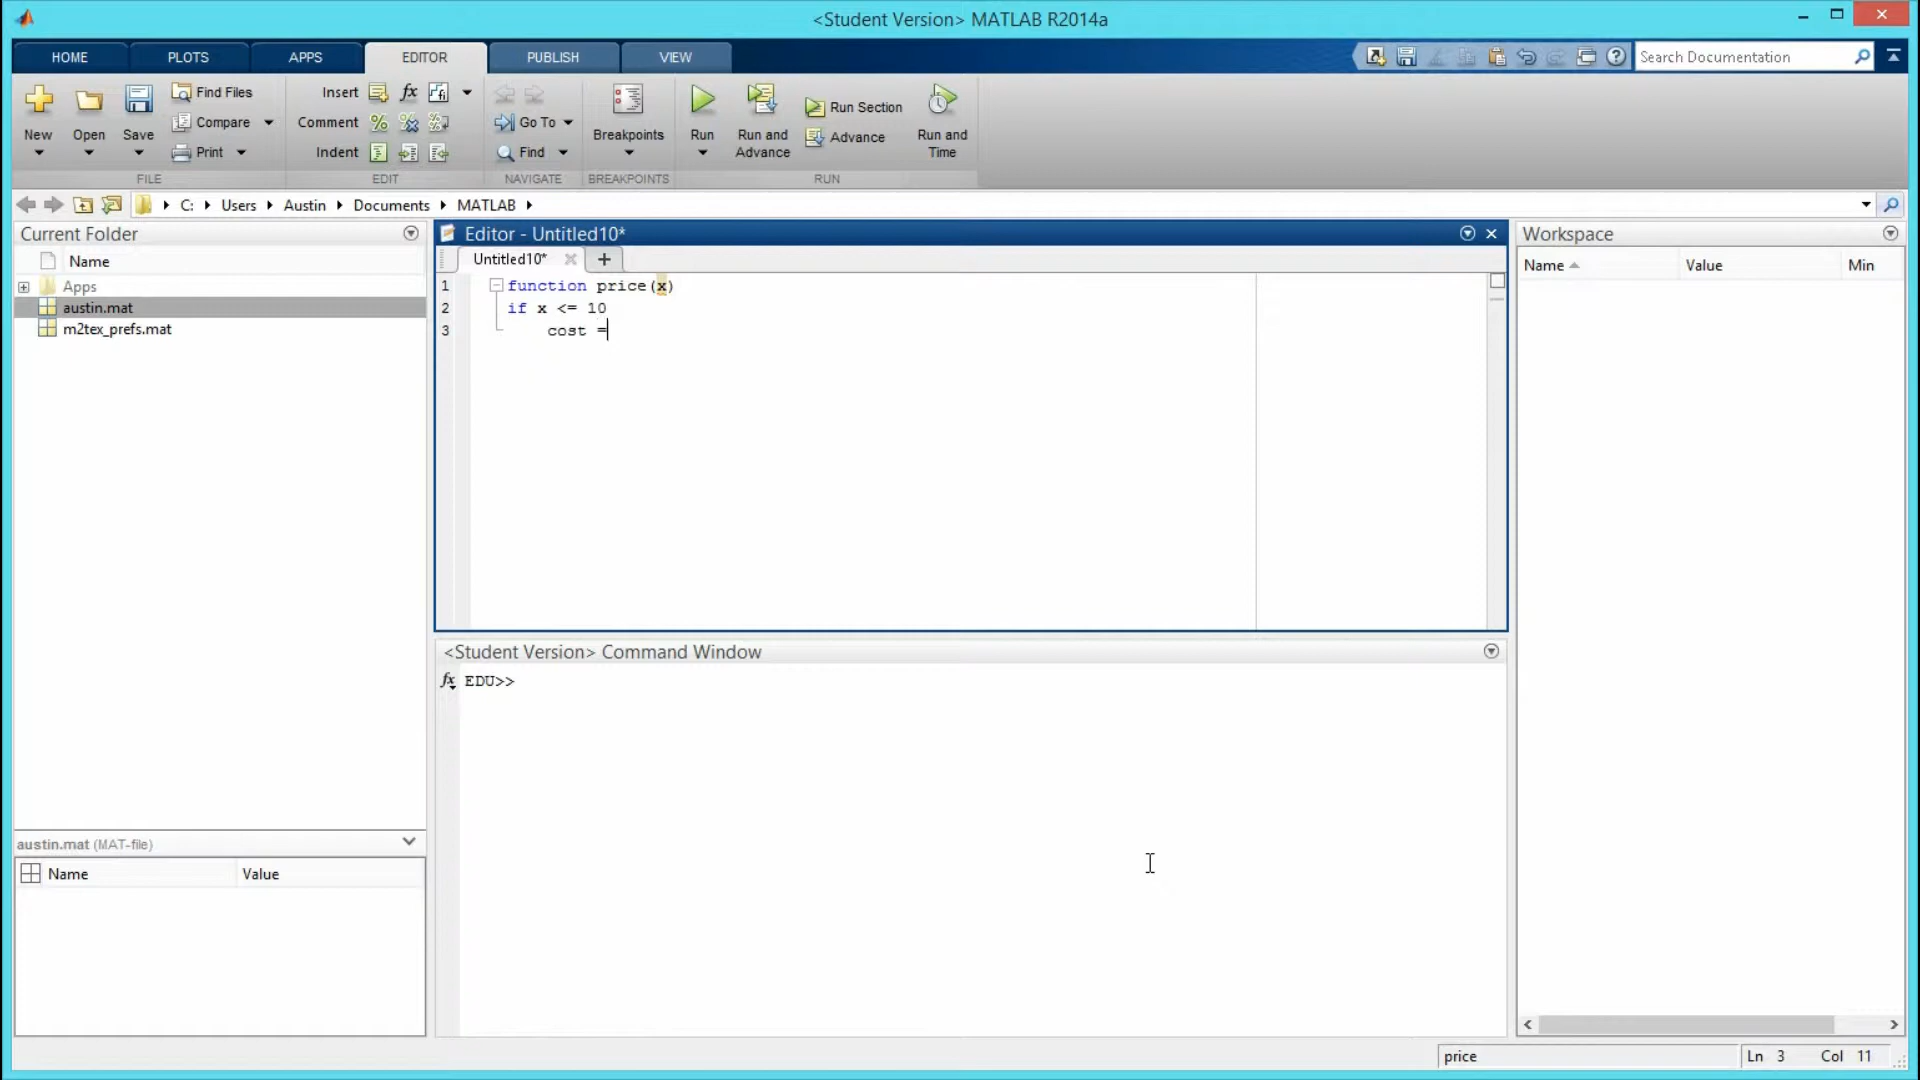 <Student Version> MATLAB R2014a
HOME PLOTS APPS EDITOR PUBLISH VIEW
Search Documentation
New Open Save Find Files Compare Print
FILE
Insert fx
Comment
Indent
EDIT
Go To
Find
NAVIGATE
Breakpoints
BREAKPOINTS
Run Run and Advance Run Section Advance Run and Time
RUN
C: Users Austin Documents MATLAB
Current Folder
Name
Apps
austin.mat
m2tex_prefs.mat
austin.mat (MAT-file)
Name Value
Editor - Untitled10*
Untitled10*
1 function price(x)
2 if x <= 10
3 cost =
<Student Version> Command Window
fx EDU>>
Workspace
Name Value Min
price Ln 3 Col 11